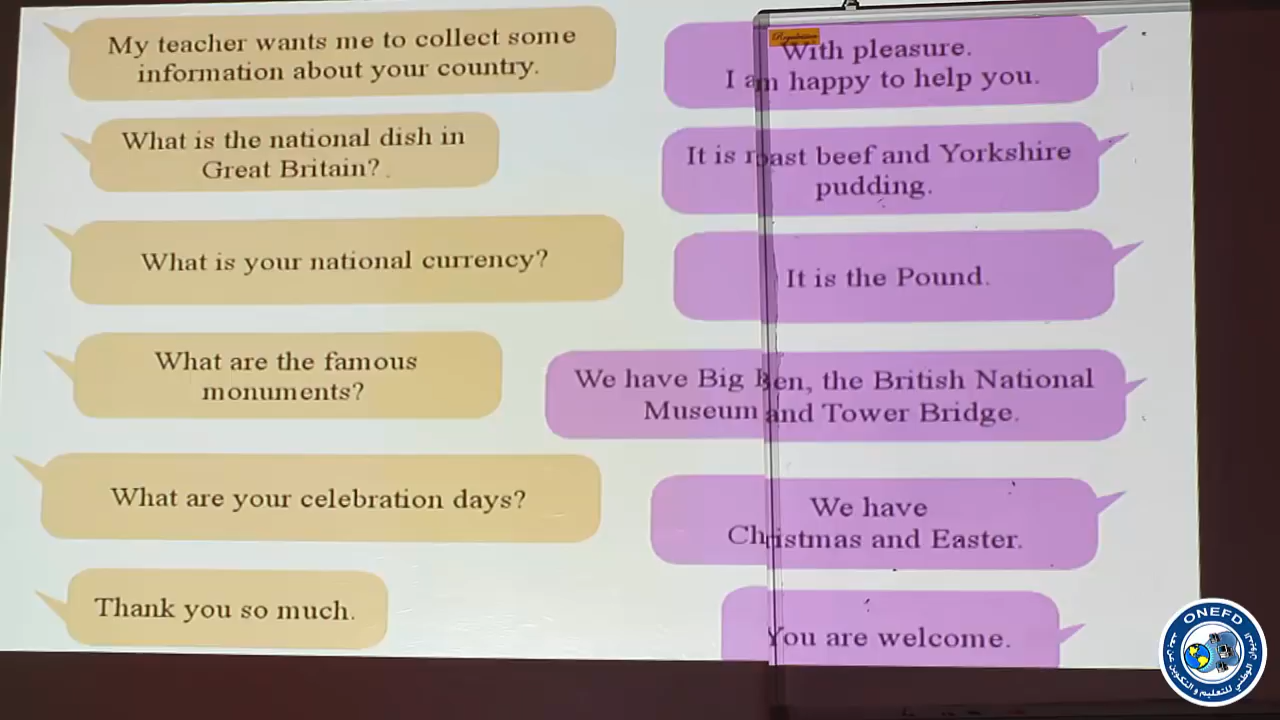 My teacher wants me to collect some
information about your country.
With pleasure.
I am happy to help you.
What is the national dish in
Great Britain?
It is roast beef and Yorkshire
pudding.
What is your national currency?
It is the Pound.
What are the famous
monuments?
We have Big Ben, the British National
Museum and Tower Bridge.
What are your celebration days?
We have
Christmas and Easter.
Thank you so much.
You are welcome.
ONEFD